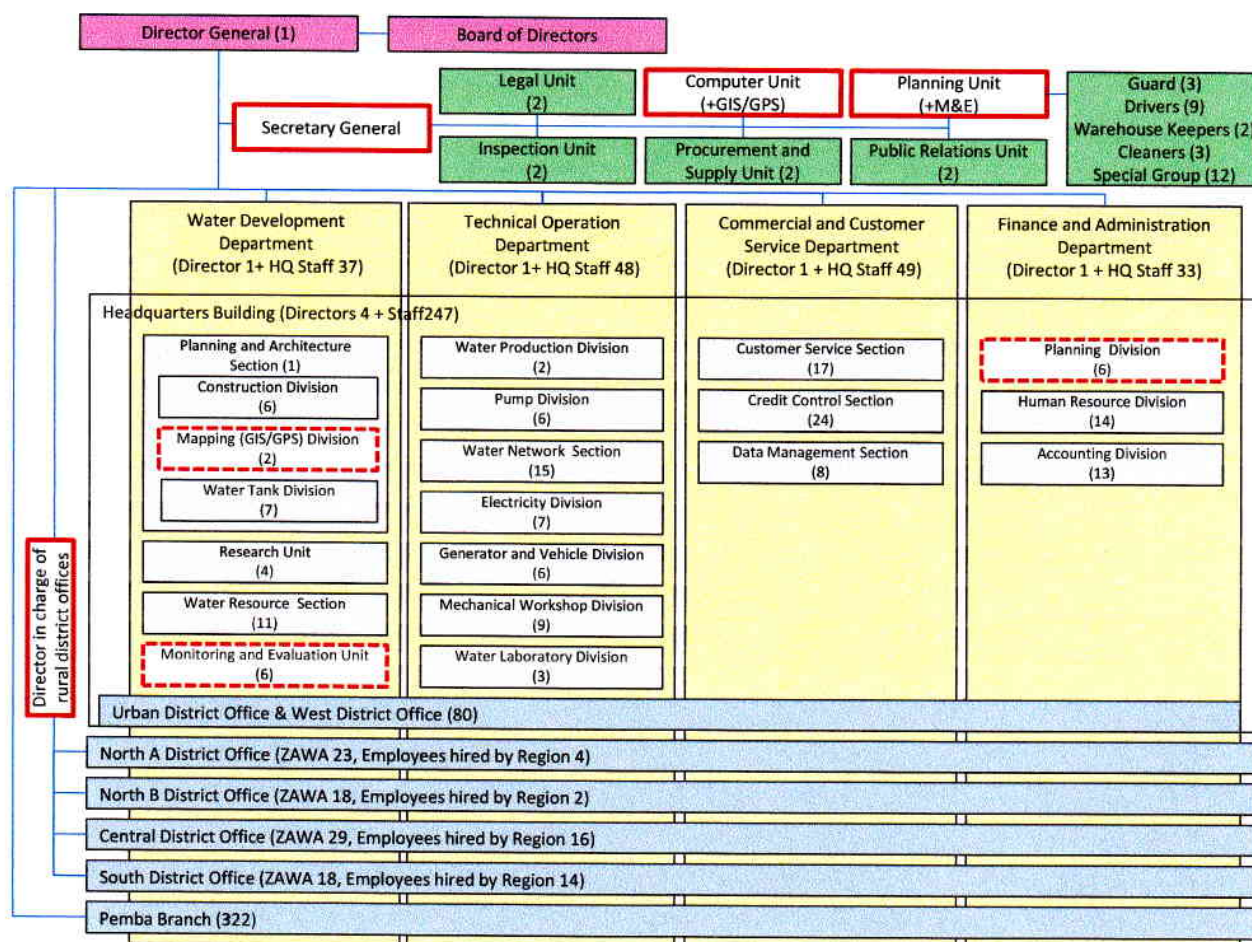 Director General (1)
Board of Directors
Legal Unit
(2)
Computer Unit
(+GIS/GPS)
Planning Unit
(+M&E)
Guard (3)
Drivers (9)
Warehouse Keepers (2)
Cleaners (3)
Special Group (12)
Secretary General
Inspection Unit
(2)
Procurement and
Supply Unit (2)
Public Relations Unit
(2)
Water Development
Department
(Director 1+ HQ Staff 37)
Technical Operation
Department
(Director 1+ HQ Staff 48)
Commercial and Customer
Service Department
(Director 1 + HQ Staff 49)
Finance and Administration
Department
(Director 1 + HQ Staff 33)
Headquarters Building (Directors 4 + Staff247)
Planning and Architecture
Section (1)
Construction Division
(6)
Mapping (GIS/GPS) Division
(2)
Water Tank Division
(7)
Research Unit
(4)
Water Resource Section
(11)
Monitoring and Evaluation Unit
(6)
Water Production Division
(2)
Pump Division
(6)
Water Network Section
(15)
Electricity Division
(7)
Generator and Vehicle Division
(6)
Mechanical Workshop Division
(9)
Water Laboratory Division
(3)
Customer Service Section
(17)
Credit Control Section
(24)
Data Management Section
(8)
Planning Division
(6)
Human Resource Division
(14)
Accounting Division
(13)
Director in charge of
rural district offices
Urban District Office & West District Office (80)
North A District Office (ZAWA 23, Employees hired by Region 4)
North B District Office (ZAWA 18, Employees hired by Region 2)
Central District Office (ZAWA 29, Employees hired by Region 16)
South District Office (ZAWA 18, Employees hired by Region 14)
Pemba Branch (322)